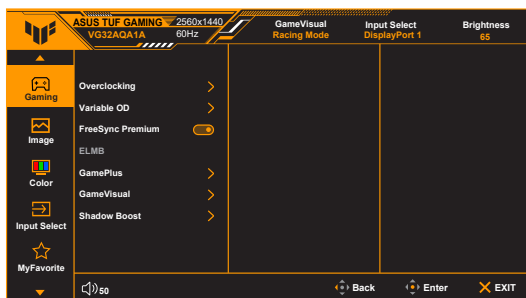 ASUS TUF GAMING
VG32AQA1A
2560x1440
60Hz
GameVisual
Racing Mode
Input Select
DisplayPort 1
Brightness
65
Gaming
Image
Color
Input Select
MyFavorite
Overclocking
Variable OD
FreeSync Premium
ELMB
GamePlus
GameVisual
Shadow Boost
50
Back
Enter
EXIT